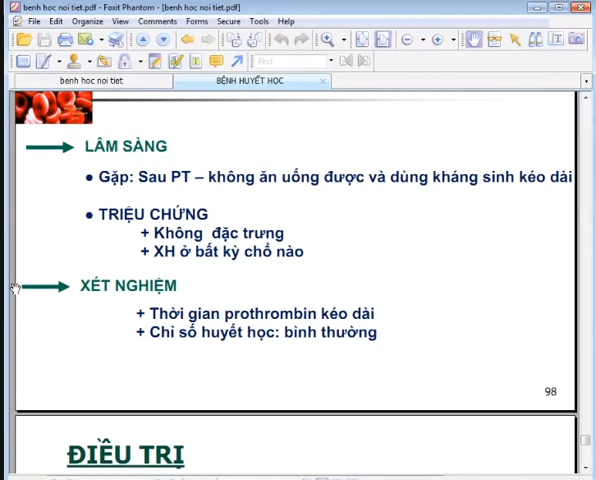 benh hoc noi tiet.pdf - Foxit Phantom - [benh hoc noi tiet.pdf]
File Edit Organize View Comments Forms Secure Tools Help
Find
benh hoc noi tiet BỆNH HUYẾT HỌC
LÂM SÀNG
● Gặp: Sau PT – không ăn uống được và dùng kháng sinh kéo dài
● TRIỆU CHỨNG
+ Không đặc trưng
+ XH ở bất kỳ chổ nào
XÉT NGHIỆM
+ Thời gian prothrombin kéo dài
+ Chỉ số huyết học: bình thường
98
ĐIỀU TRỊ